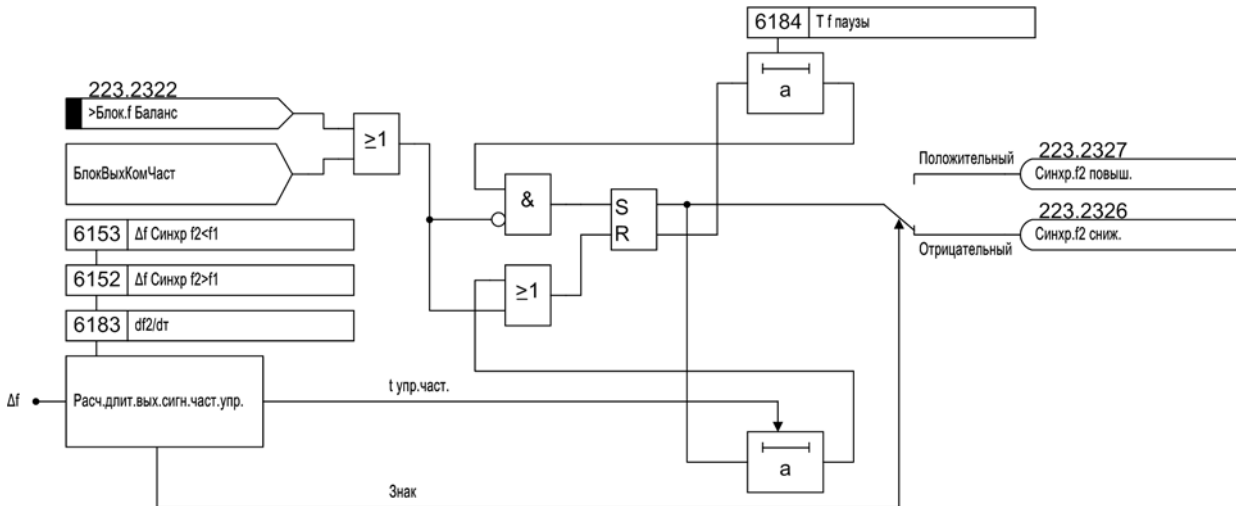 6184 T f паузы
a
223.2322
>Блок.f Баланс
≥1
БлокВыхКомЧаст
&
S
R
Положительный
223.2327
Синхр.f2 повыш.
223.2326
Синхр.f2 сниж.
Отрицательный
6153 Δf Синхр f2<f1
6152 Δf Синхр f2>f1
≥1
6183 df2/dт
Δf
Расч.длит.вых.сигн.част.упр.
t упр.част.
a
Знак